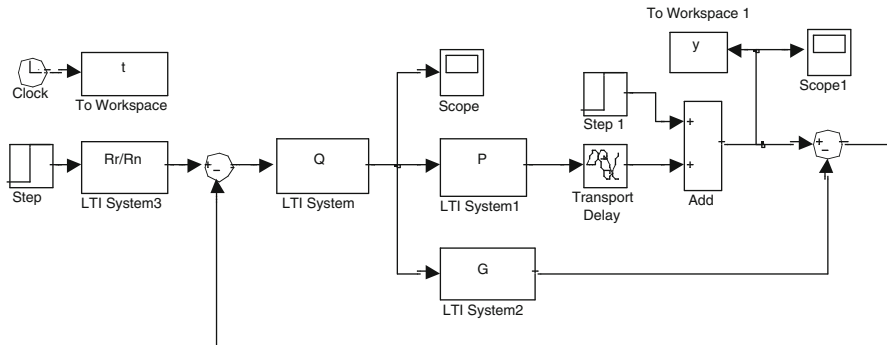 To Workspace 1
t
y
Clock
To Workspace
Scope
Scope1
Step 1
Rr/Rn
+
−
Q
P
+
+
+
−
Step
LTI System3
LTI System
LTI System1
Transport
Delay
Add
G
LTI System2